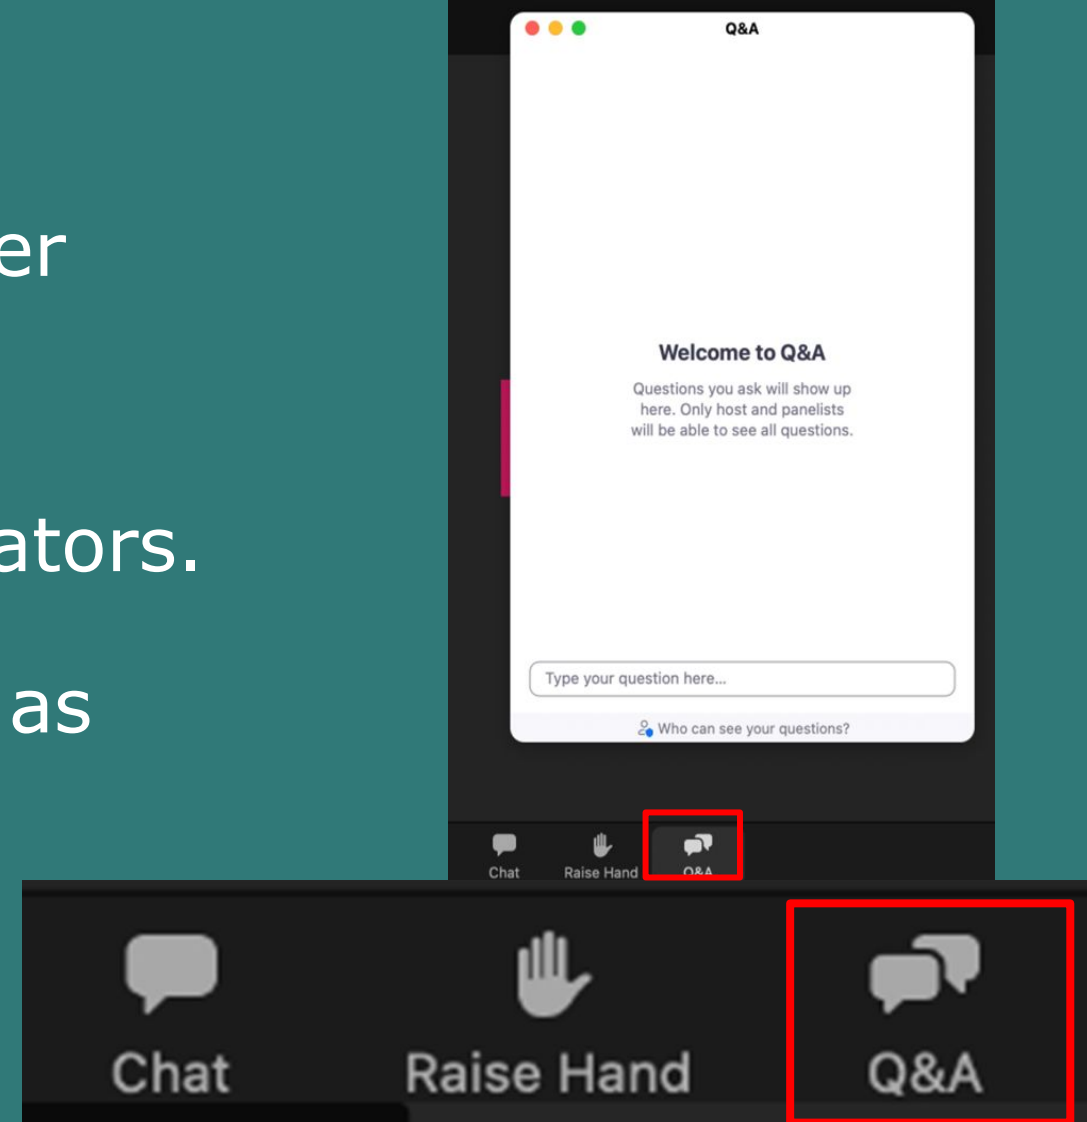 er
ators.
as
Q&A
Welcome to Q&A
Questions you ask will show up
here. Only host and panelists
will be able to see all questions.
Type your question here...
Who can see your questions?
Chat Raise Hand Q&A
Chat Raise Hand Q&A